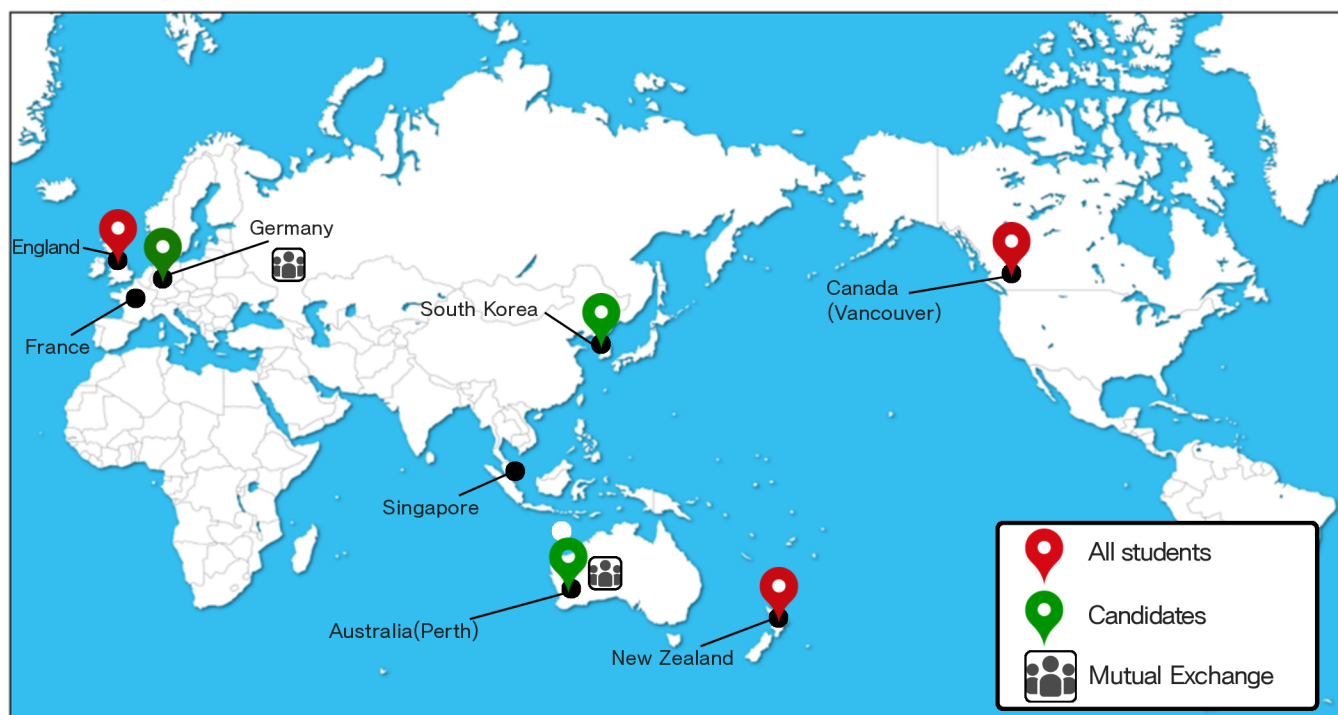 Germany
England
South Korea
Canada
(Vancouver)
France
Singapore
Australia(Perth)
New Zealand
All students
Candidates
Mutual Exchange